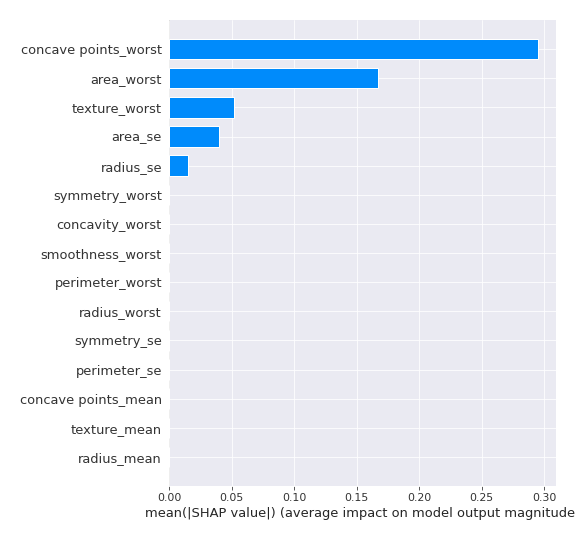 concave points_worst
area_worst
texture_worst
area_se
radius_se
symmetry_worst
concavity_worst
smoothness_worst
perimeter_worst
radius_worst
symmetry_se
perimeter_se
concave points_mean
texture_mean
radius_mean
0.00 0.05 0.10 0.15 0.20 0.25 0.30
mean(|SHAP value|) (average impact on model output magnitude